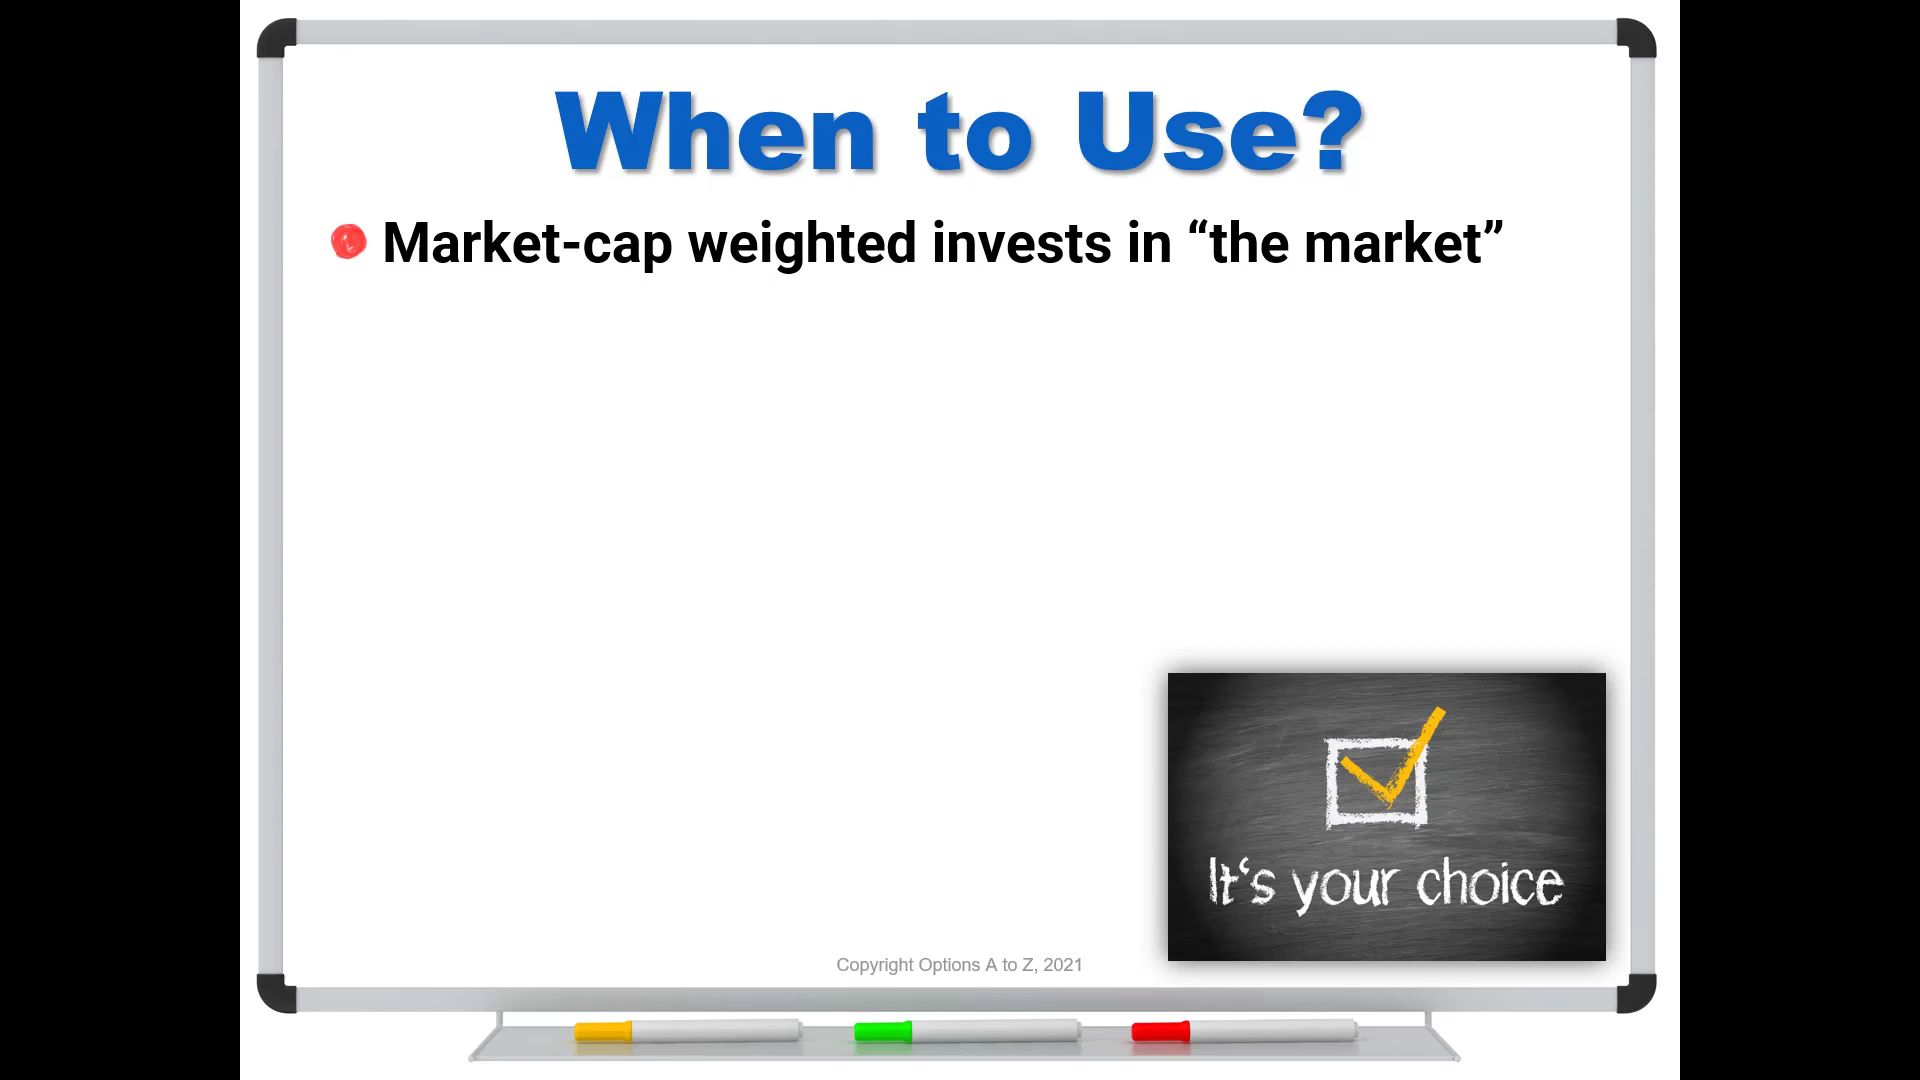 When to Use?
Market-cap weighted invests in “the market”
It‘s your choice
Copyright Options A to Z, 2021